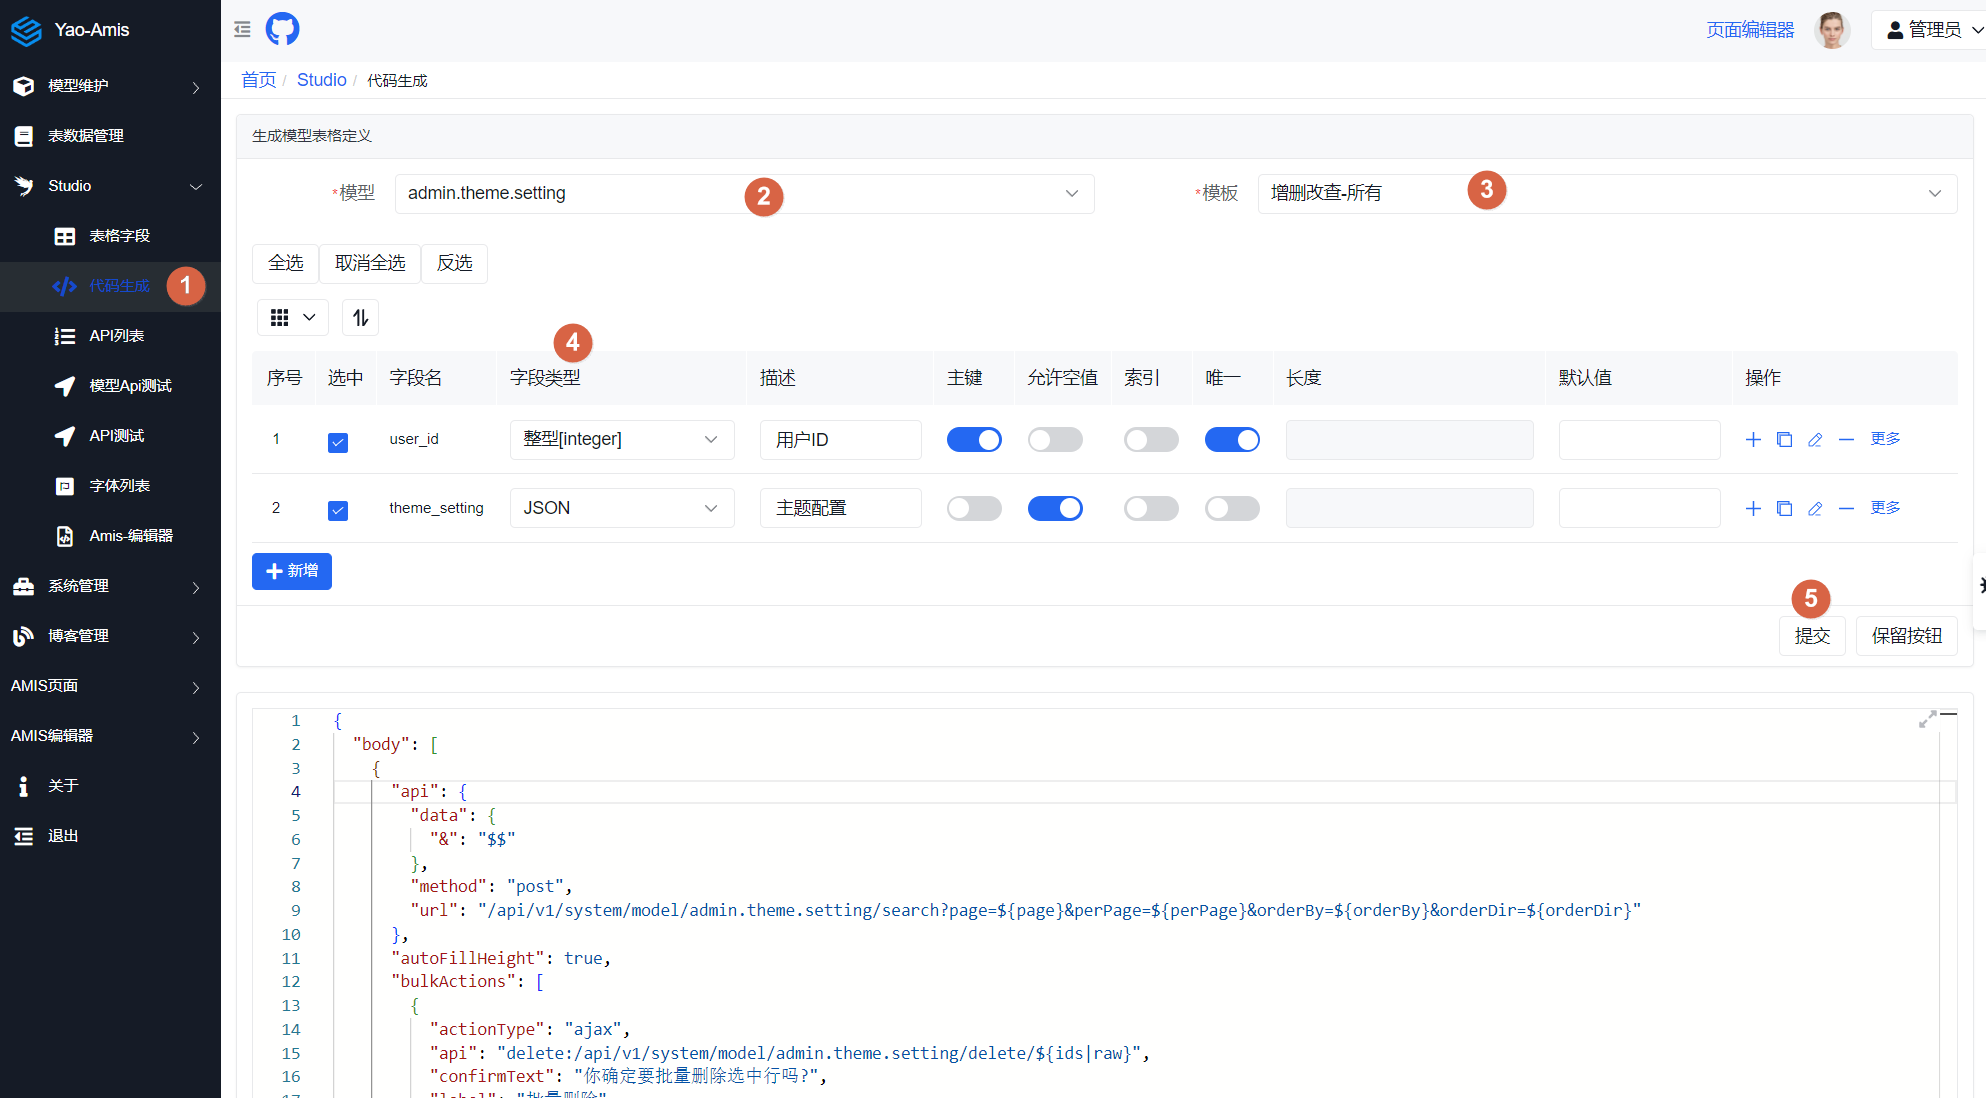 Yao-Amis
页面编辑器
管理员
模型维护
表数据管理
Studio
表格字段
代码生成
1
API列表
模型Api测试
API测试
字体列表
Amis-编辑器
系统管理
博客管理
AMIS页面
AMIS编辑器
关于
退出
首页 / Studio / 代码生成
生成模型表格定义
*模型 admin.theme.setting 2 *模板 增删改查-所有 3
全选 取消全选 反选
4
序号 选中 字段名 字段类型 描述 主键 允许空值 索引 唯一 长度 默认值 操作
1 user_id 整型[integer] 用户ID 更多
2 theme_setting JSON 主题配置 更多
新增
5
提交 保留按钮
1 {
2 "body": [
3 {
4 "api": {
5 "data": {
6 "&": "$$"
7 },
8 "method": "post",
9 "url": "/api/v1/system/model/admin.theme.setting/search?page=${page}&perPage=${perPage}&orderBy=${orderBy}&orderDir=${orderDir}"
10 },
11 "autoFillHeight": true,
12 "bulkActions": [
13 {
14 "actionType": "ajax",
15 "api": "delete:/api/v1/system/model/admin.theme.setting/delete/${ids|raw}",
16 "confirmText": "你确定要批量删除选中行吗?",
17 "label": "批量删除"